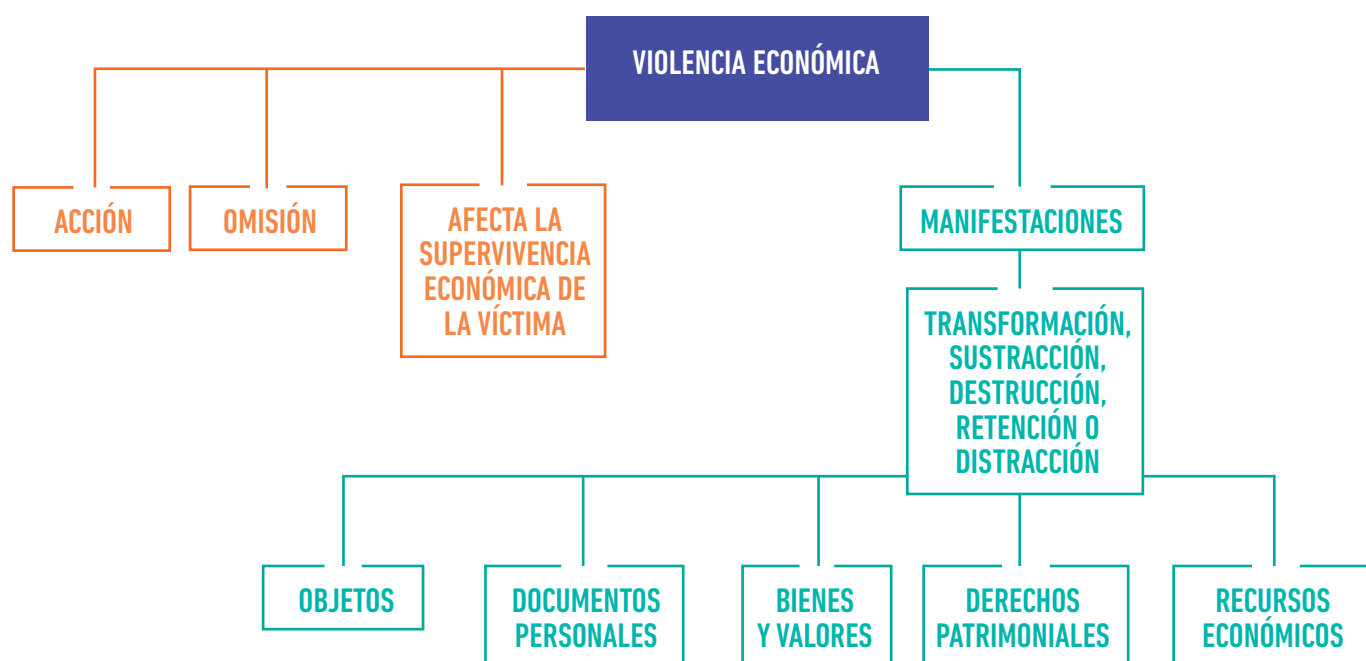 VIOLENCIA ECONÓMICA
ACCIÓN
OMISIÓN
AFECTA LA
SUPERVIVENCIA
ECONÓMICA DE
LA VÍCTIMA
MANIFESTACIONES
TRANSFORMACIÓN,
SUSTRACCIÓN,
DESTRUCCIÓN,
RETENCIÓN O
DISTRACCIÓN
OBJETOS
DOCUMENTOS
PERSONALES
BIENES
Y VALORES
DERECHOS
PATRIMONIALES
RECURSOS
ECONÓMICOS